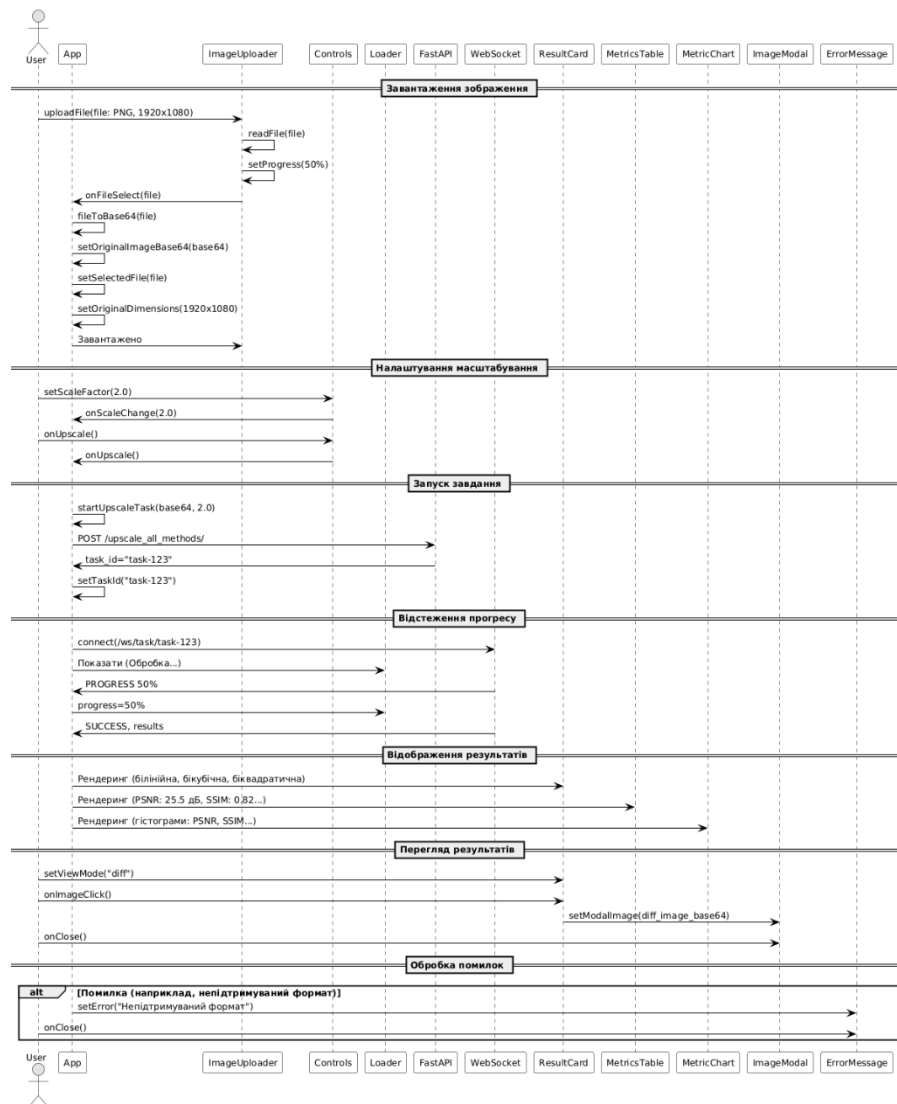 User
App
ImageUploader
Controls
Loader
FastAPI
WebSocket
ResultCard
MetricsTable
MetricChart
ImageModal
ErrorMessage
Завантаження зображення
uploadFile(file: PNG, 1920x1080)
readFile(file)
setProgress(50%)
onFileSelect(file)
fileToBase64(file)
setOriginalImageBase64(base64)
setSelectedFile(file)
setOriginalDimensions(1920x1080)
Завантажено
Налаштування масштабування
setScaleFactor(2.0)
onScaleChange(2.0)
onUpscale()
onUpscale()
Запуск завдання
startUpscaleTask(base64, 2.0)
POST /upscale_all_methods/
task_id="task-123"
setTaskId("task-123")
Відстеження прогресу
connect(/ws/task/task-123)
Показати (Обробка...)
PROGRESS 50%
progress=50%
SUCCESS, results
Відображення результатів
Рендеринг (білінійна, бікубічна, біквадратична)
Рендеринг (PSNR: 25.5 дБ, SSIM: 0.82...)
Рендеринг (гістограми: PSNR, SSIM...)
Перегляд результатів
setViewMode("diff")
onImageClick()
setModalImage(diff_image_base64)
onClose()
Обробка помилок
alt [Помилка (наприклад, непідтримуваний формат)]
setError("Непідтримуваний формат")
onClose()
User
App
ImageUploader
Controls
Loader
FastAPI
WebSocket
ResultCard
MetricsTable
MetricChart
ImageModal
ErrorMessage